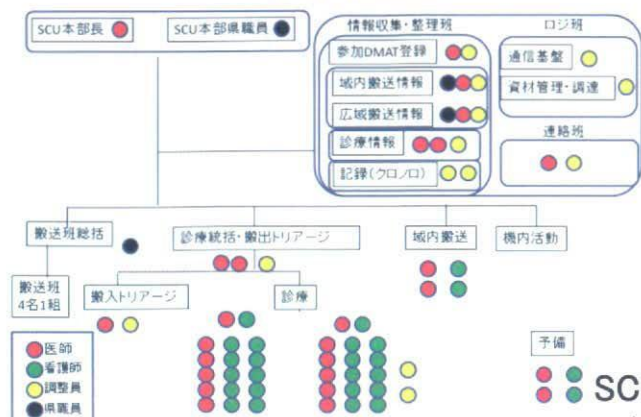 SCU本部長
SCU本部県職員
情報収集・整理班
参加DMAT登録
域内搬送情報
広域搬送情報
診療情報
記録(クロノロ)
ロジ班
通信基盤
資材管理・調達
連絡班
搬送班総括
診療統括・搬出トリアージ
域内搬送
機内活動
搬送班
4名1組
搬入トリアージ
診療
医師
看護師
調整員
県職員
予備
SC